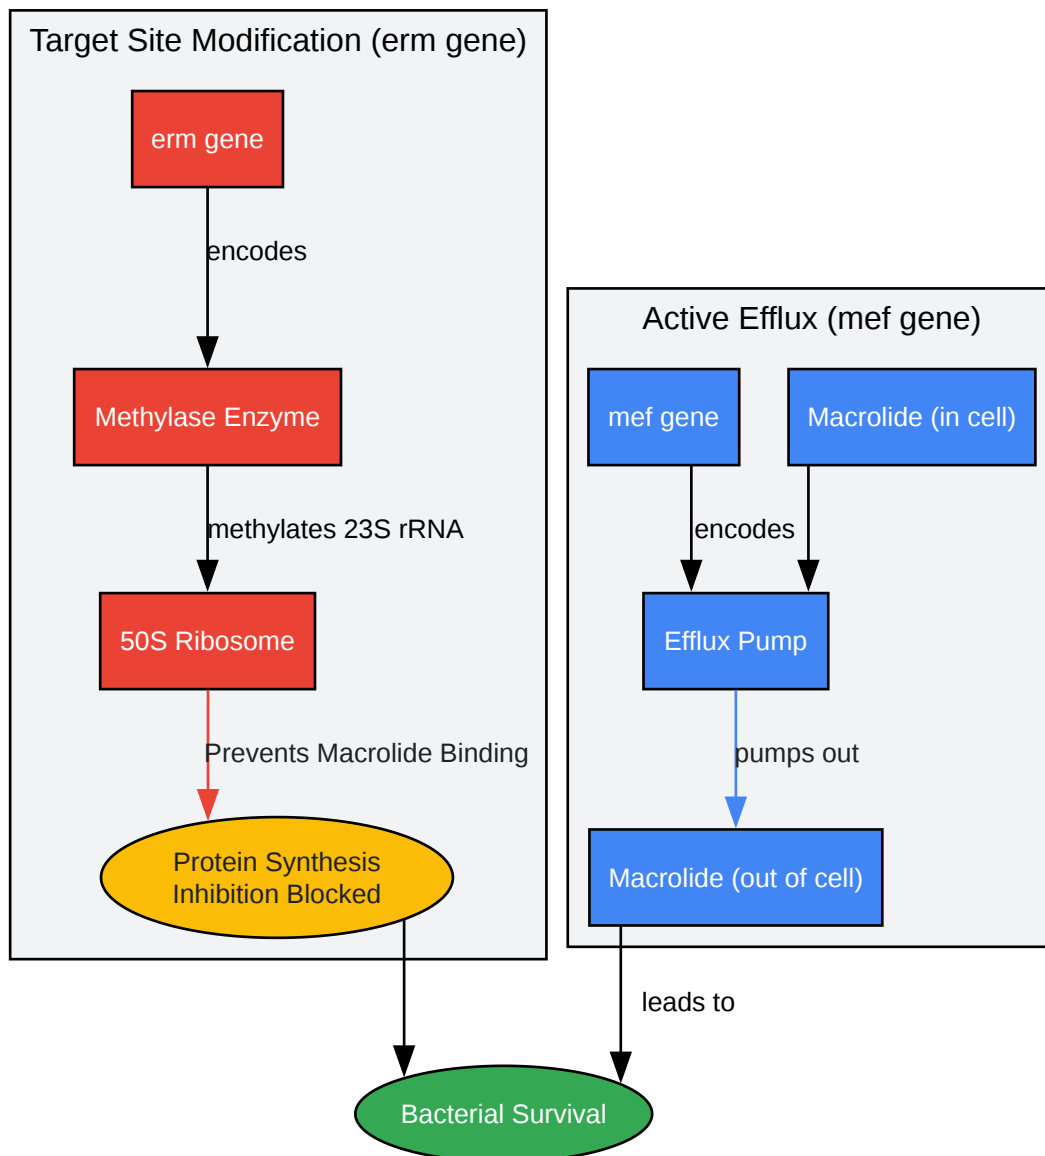 Target Site Modification (erm gene)
erm gene
encodes
Methylase Enzyme
methylates 23S rRNA
50S Ribosome
Prevents Macrolide Binding
Protein Synthesis
Inhibition Blocked
Active Efflux (mef gene)
mef gene
Macrolide (in cell)
encodes
Efflux Pump
pumps out
Macrolide (out of cell)
leads to
Bacterial Survival